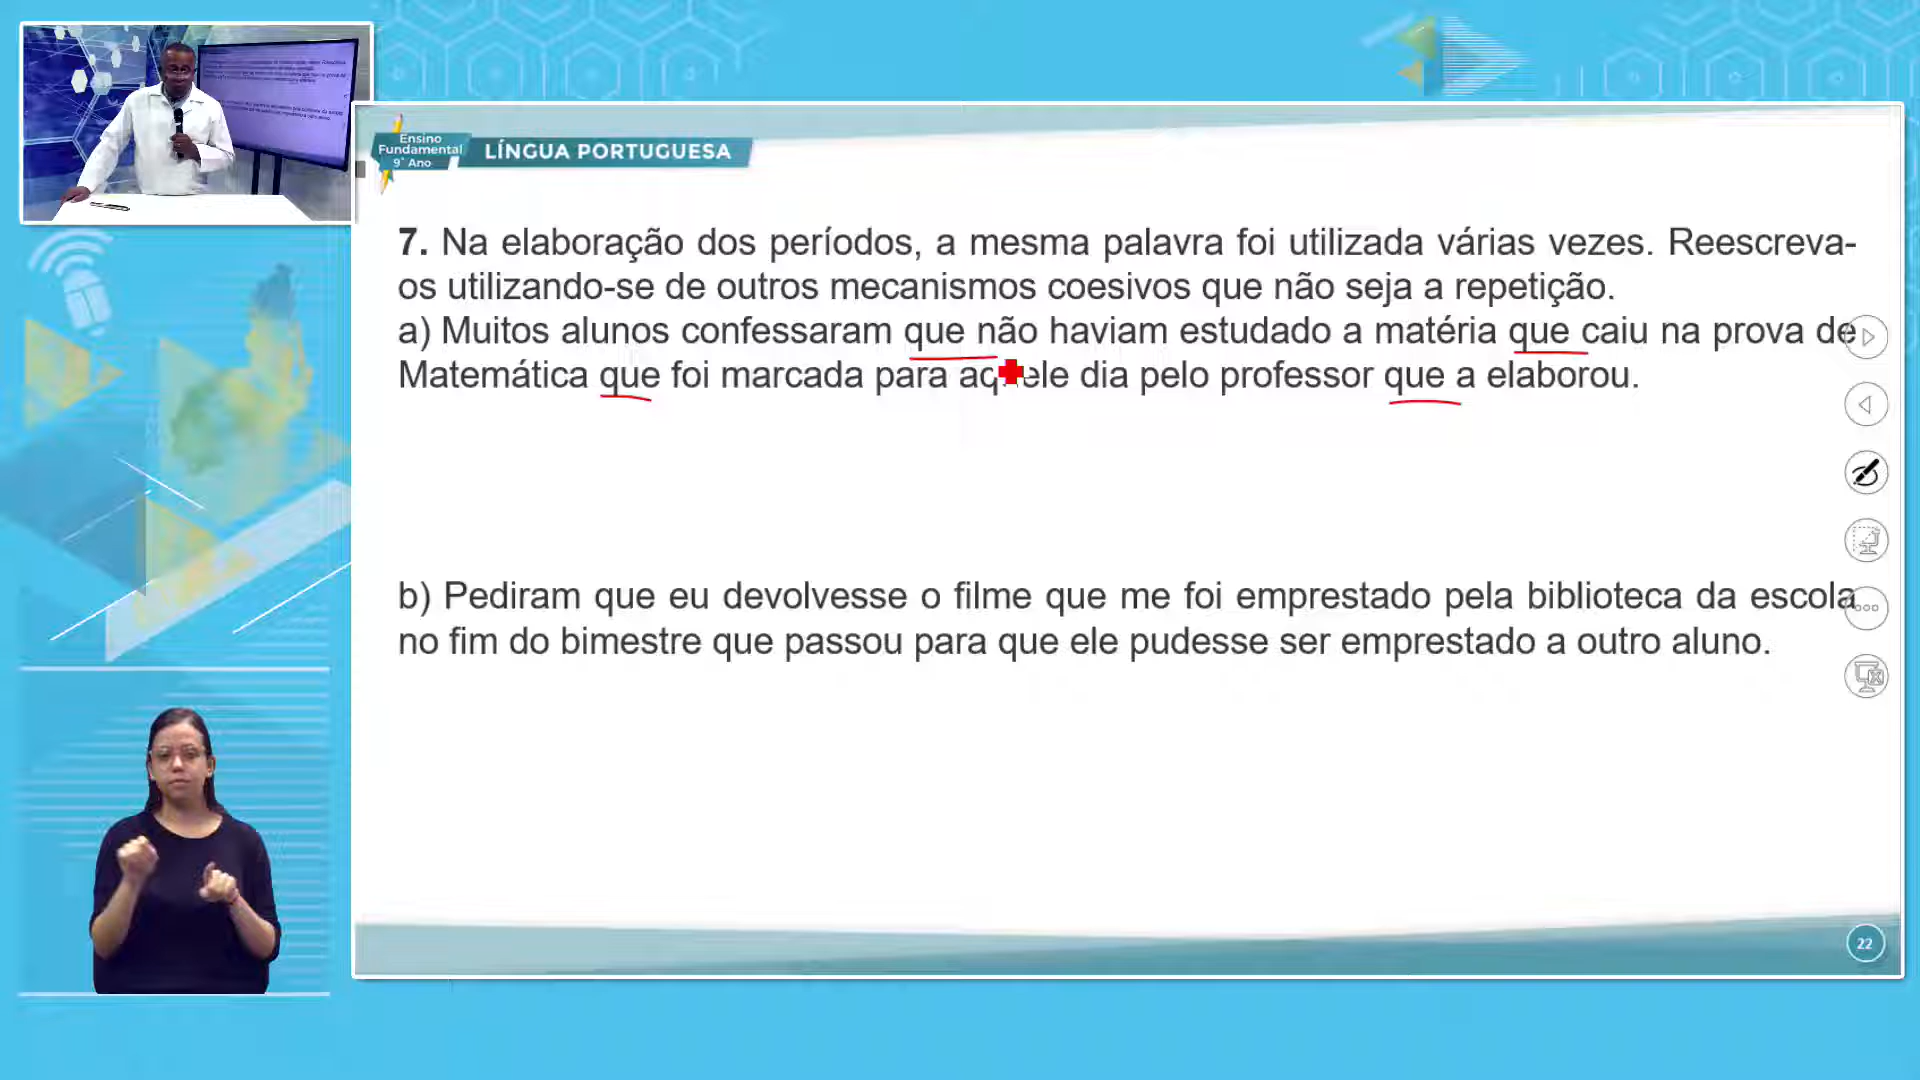 Ensino
Fundamental
9° Ano
LÍNGUA PORTUGUESA
7. Na elaboração dos períodos, a mesma palavra foi utilizada várias vezes. Reescreva-
os utilizando-se de outros mecanismos coesivos que não seja a repetição.
a) Muitos alunos confessaram que não haviam estudado a matéria que caiu na prova de
Matemática que foi marcada para aquele dia pelo professor que a elaborou.
b) Pediram que eu devolvesse o filme que me foi emprestado pela biblioteca da escola
no fim do bimestre que passou para que ele pudesse ser emprestado a outro aluno.
22